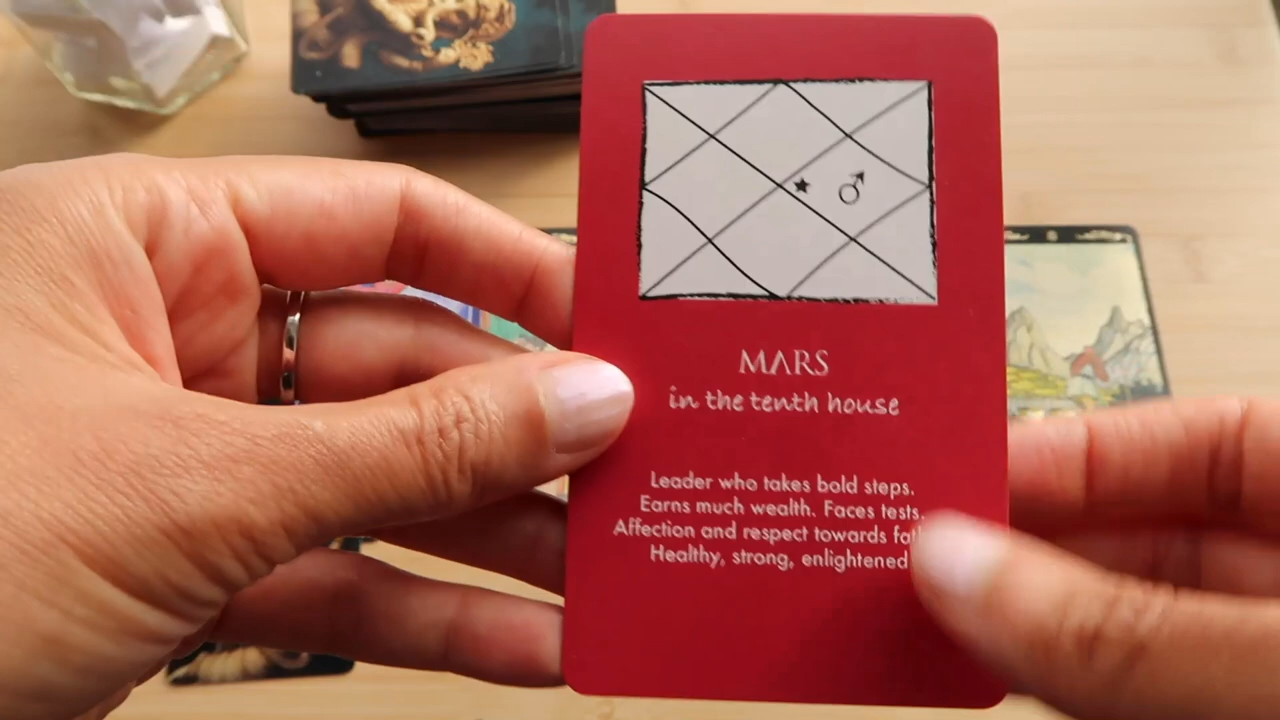 MARS
in the tenth house
Leader who takes bold steps.
Earns much wealth. Faces tests.
Affection and respect towards
Healthy, strong, enlightened